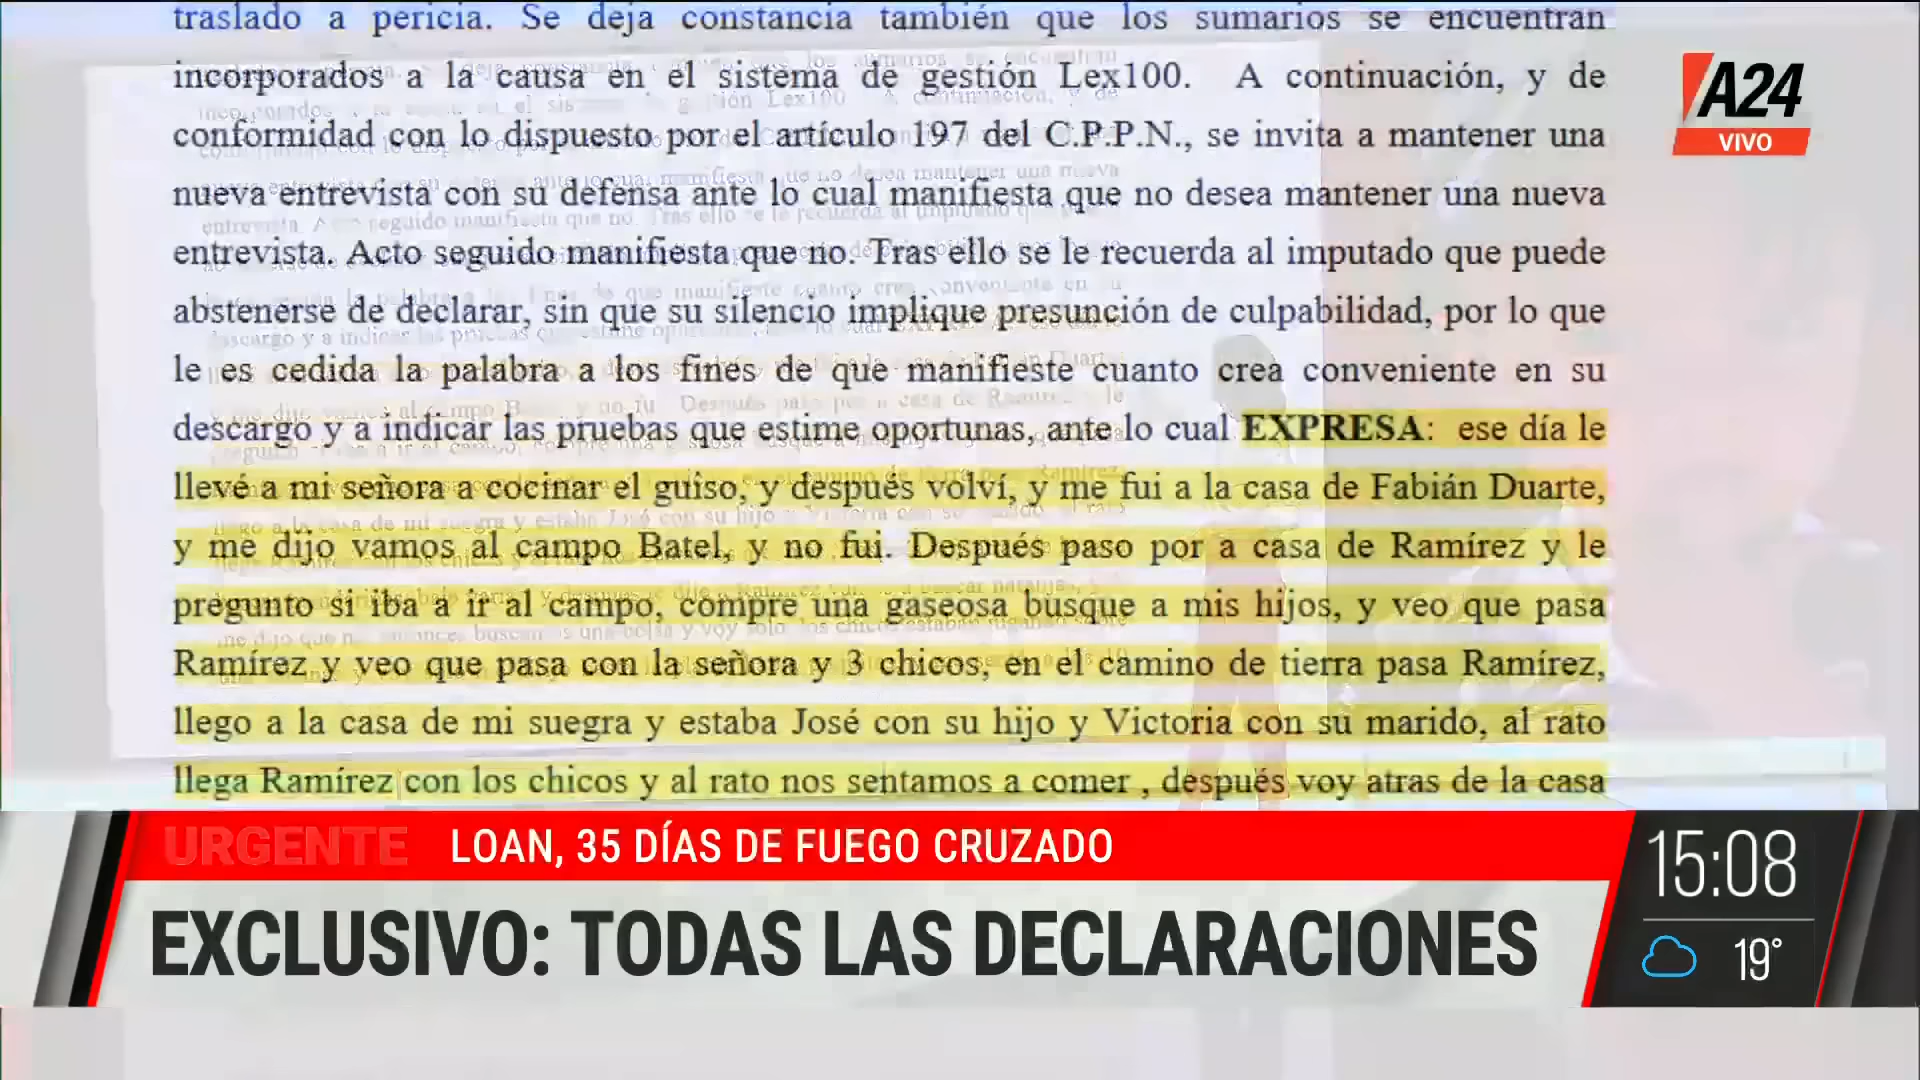 traslado a pericia. Se deja constancia también que los sumarios se encuentran
incorporados a la causa en el sistema de gestión Lex100. A continuación, y de
conformidad con lo dispuesto por el artículo 197 del C.P.P.N., se invita a mantener una
nueva entrevista con su defensa ante lo cual manifiesta que no desea mantener una nueva
entrevista. Acto seguido manifiesta que no. Tras ello se le recuerda al imputado que puede
abstenerse de declarar, sin que su silencio implique presunción de culpabilidad, por lo que
le es cedida la palabra a los fines de que manifieste cuanto crea conveniente en su
descargo y a indicar las pruebas que estime oportunas, ante lo cual EXPRESA: ese día le
llevé a mi señora a cocinar el guiso, y después volví, y me fui a la casa de Fabián Duarte,
y me dijo vamos al campo Batel, y no fui. Después paso por a casa de Ramírez y le
pregunto si iba a ir al campo, compre una gaseosa busque a mis hijos, y veo que pasa
Ramírez y veo que pasa con la señora y 3 chicos, en el camino de tierra pasa Ramírez,
llego a la casa de mi suegra y estaba José con su hijo y Victoria con su marido, al rato
llega Ramírez con los chicos y al rato nos sentamos a comer , después voy atras de la casa
A24
VIVO
URGENTE LOAN, 35 DÍAS DE FUEGO CRUZADO
EXCLUSIVO: TODAS LAS DECLARACIONES
15:08
19°